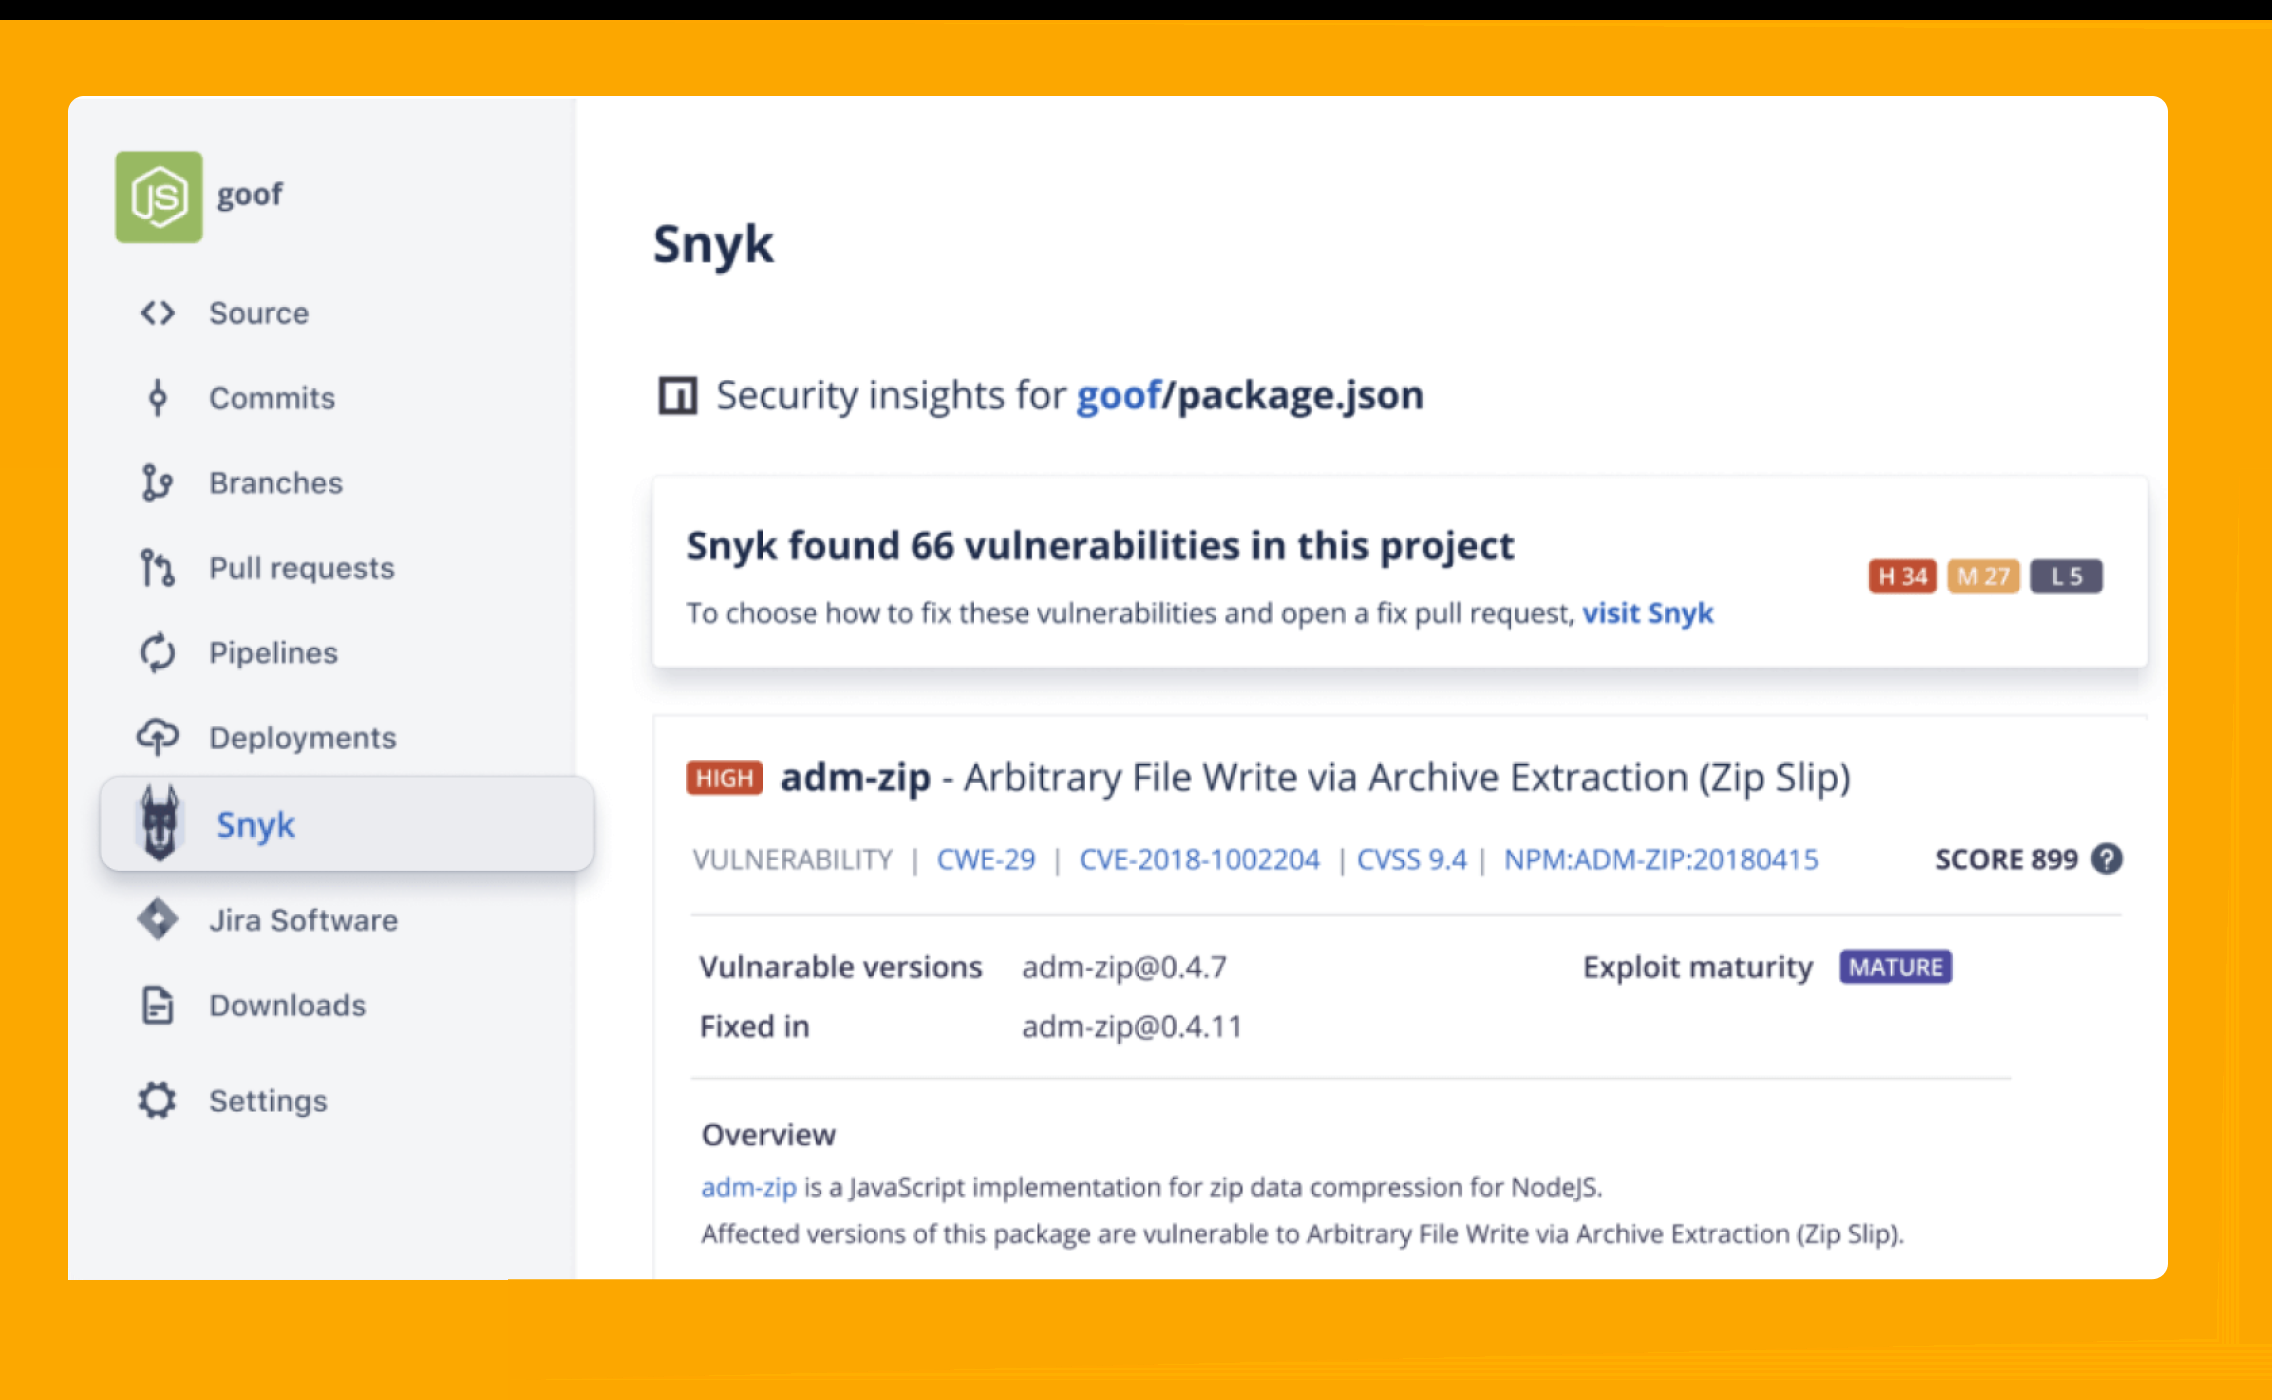 JS goof
Source
Commits
Branches
Pull requests
Pipelines
Deployments
Snyk
Jira Software
Downloads
Settings
Snyk
Security insights for goof/package.json
Snyk found 66 vulnerabilities in this project
To choose how to fix these vulnerabilities and open a fix pull request, visit Snyk
H 34 M 27 L 5
HIGH adm-zip - Arbitrary File Write via Archive Extraction (Zip Slip)
VULNERABILITY | CWE-29 | CVE-2018-1002204 | CVSS 9.4 | NPM:ADM-ZIP:20180415 SCORE 899 ?
Vulnarable versions adm-zip@0.4.7 Exploit maturity MATURE
Fixed in adm-zip@0.4.11
Overview
adm-zip is a JavaScript implementation for zip data compression for NodeJS.
Affected versions of this package are vulnerable to Arbitrary File Write via Archive Extraction (Zip Slip).